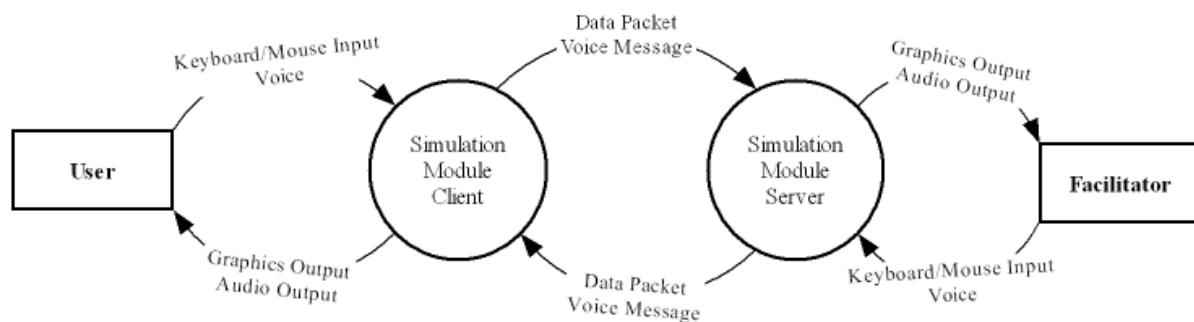 Keyboard/Mouse Input
Voice
Data Packet
Voice Message
Graphics Output
Audio Output
User
Simulation
Module
Client
Simulation
Module
Server
Facilitator
Graphics Output
Audio Output
Data Packet
Voice Message
Keyboard/Mouse Input
Voice